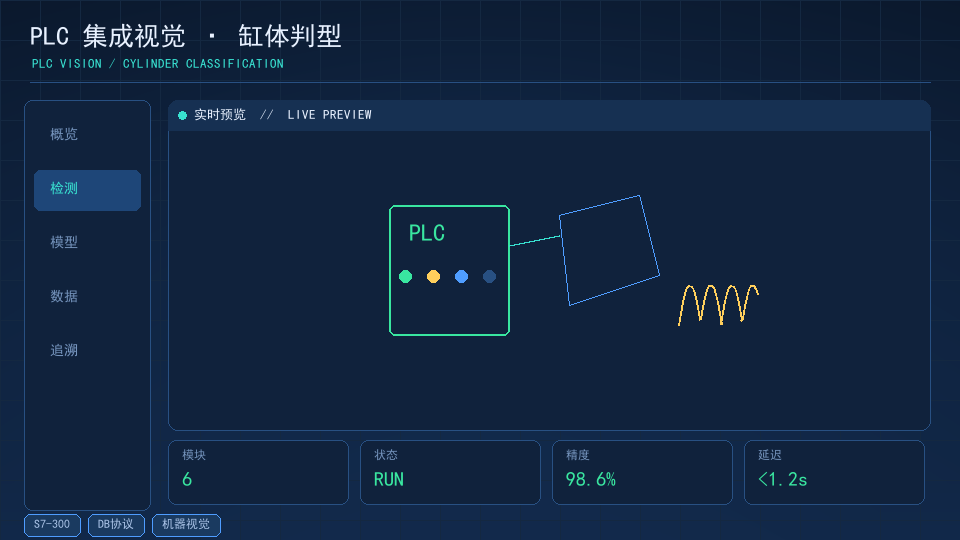 PLC 集成视觉 · 缸体判型
PLC VISION / CYLINDER CLASSIFICATION
概览
检测
模型
数据
追溯
实时预览 // LIVE PREVIEW
PLC
模块
6
状态
RUN
精度
98.6%
延迟
<1.2s
S7-300
DB协议
机器视觉